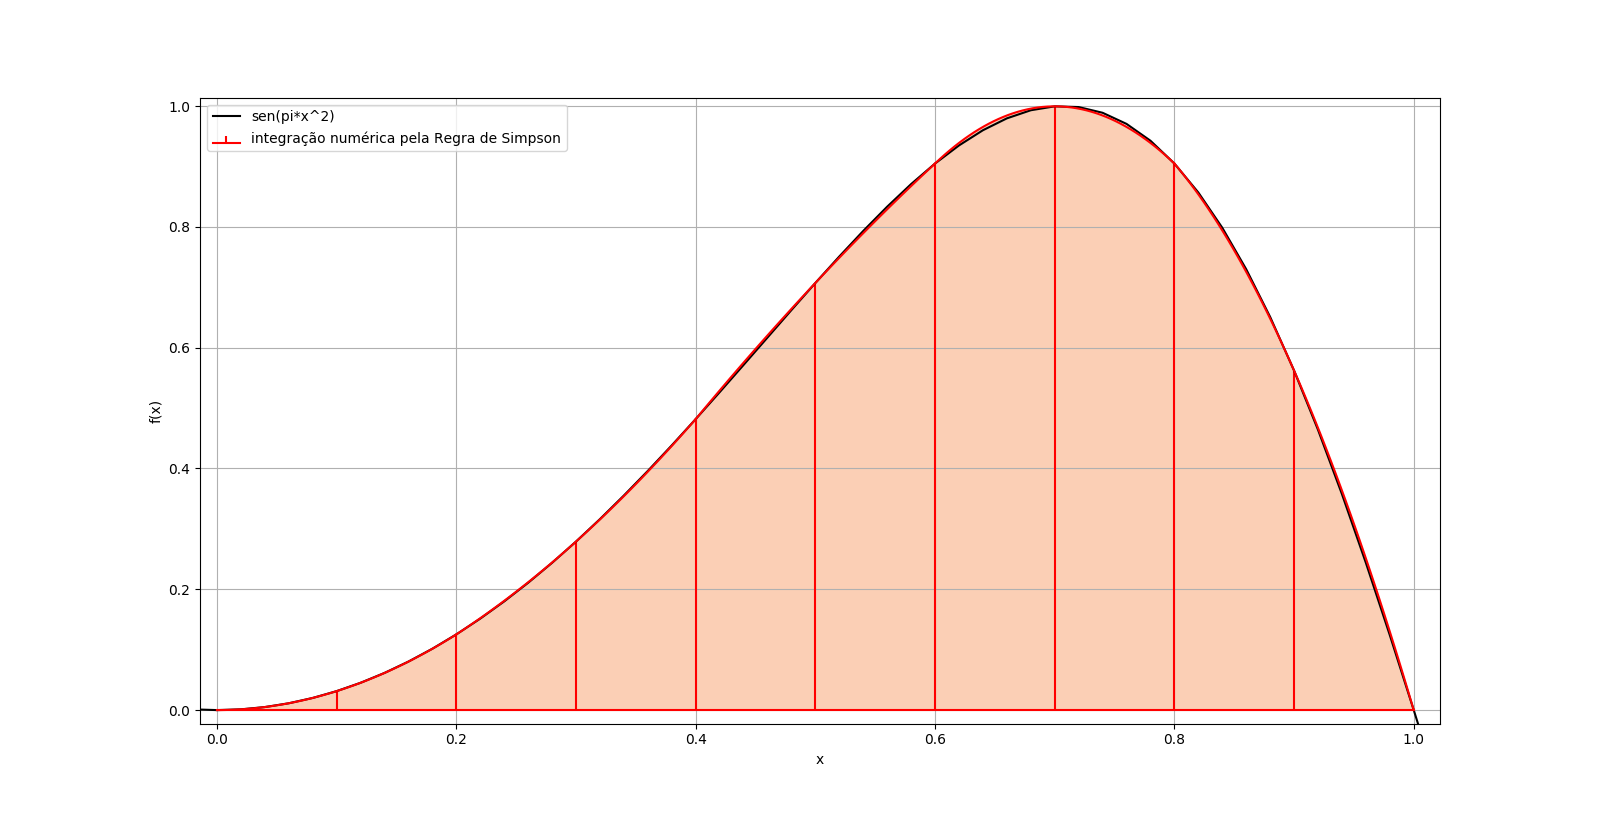 sen(pi*x^2)
integração numérica pela Regra de Simpson
1.0
0.8
0.6
0.4
0.2
0.0
f(x)
0.0 0.2 0.4 0.6 0.8 1.0
x